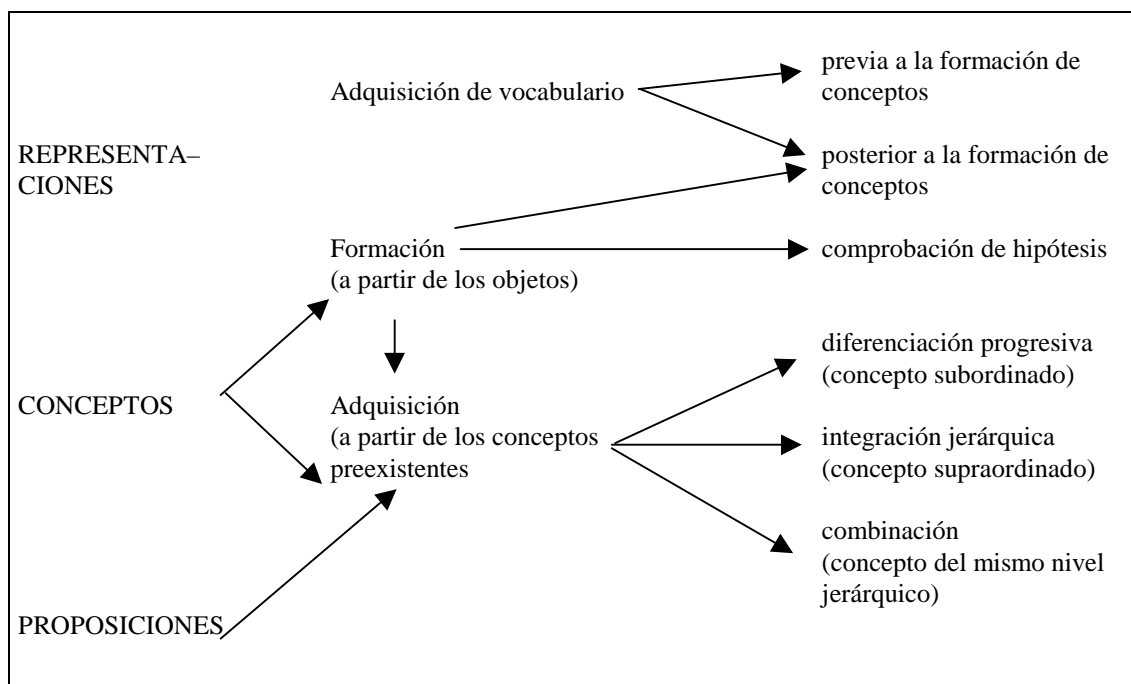 previa a la formación de
conceptos
Adquisición de vocabulario
REPRESENTA–
CIONES
posterior a la formación de
conceptos
Formación
(a partir de los objetos)
comprobación de hipótesis
diferenciación progresiva
(concepto subordinado)
CONCEPTOS
Adquisición
(a partir de los conceptos
preexistentes
integración jerárquica
(concepto supraordinado)
combinación
(concepto del mismo nivel
jerárquico)
PROPOSICIONES